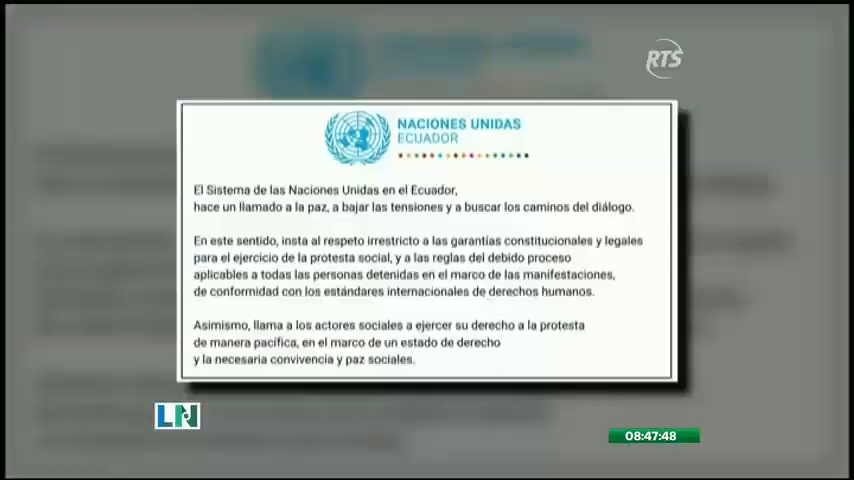 RTS
NACIONES UNIDAS
ECUADOR
El Sistema de las Naciones Unidas en el Ecuador,
hace un llamado a la paz, a bajar las tensiones y a buscar los caminos del diálogo.
En este sentido, insta al respeto irrestricto a las garantías constitucionales y legales
para el ejercicio de la protesta social, y a las reglas del debido proceso
aplicables a todas las personas detenidas en el marco de las manifestaciones,
de conformidad con los estándares internacionales de derechos humanos.
Asimismo, llama a los actores sociales a ejercer su derecho a la protesta
de manera pacífica, en el marco de un estado de derecho
y la necesaria convivencia y paz sociales.
LN
08:47:48